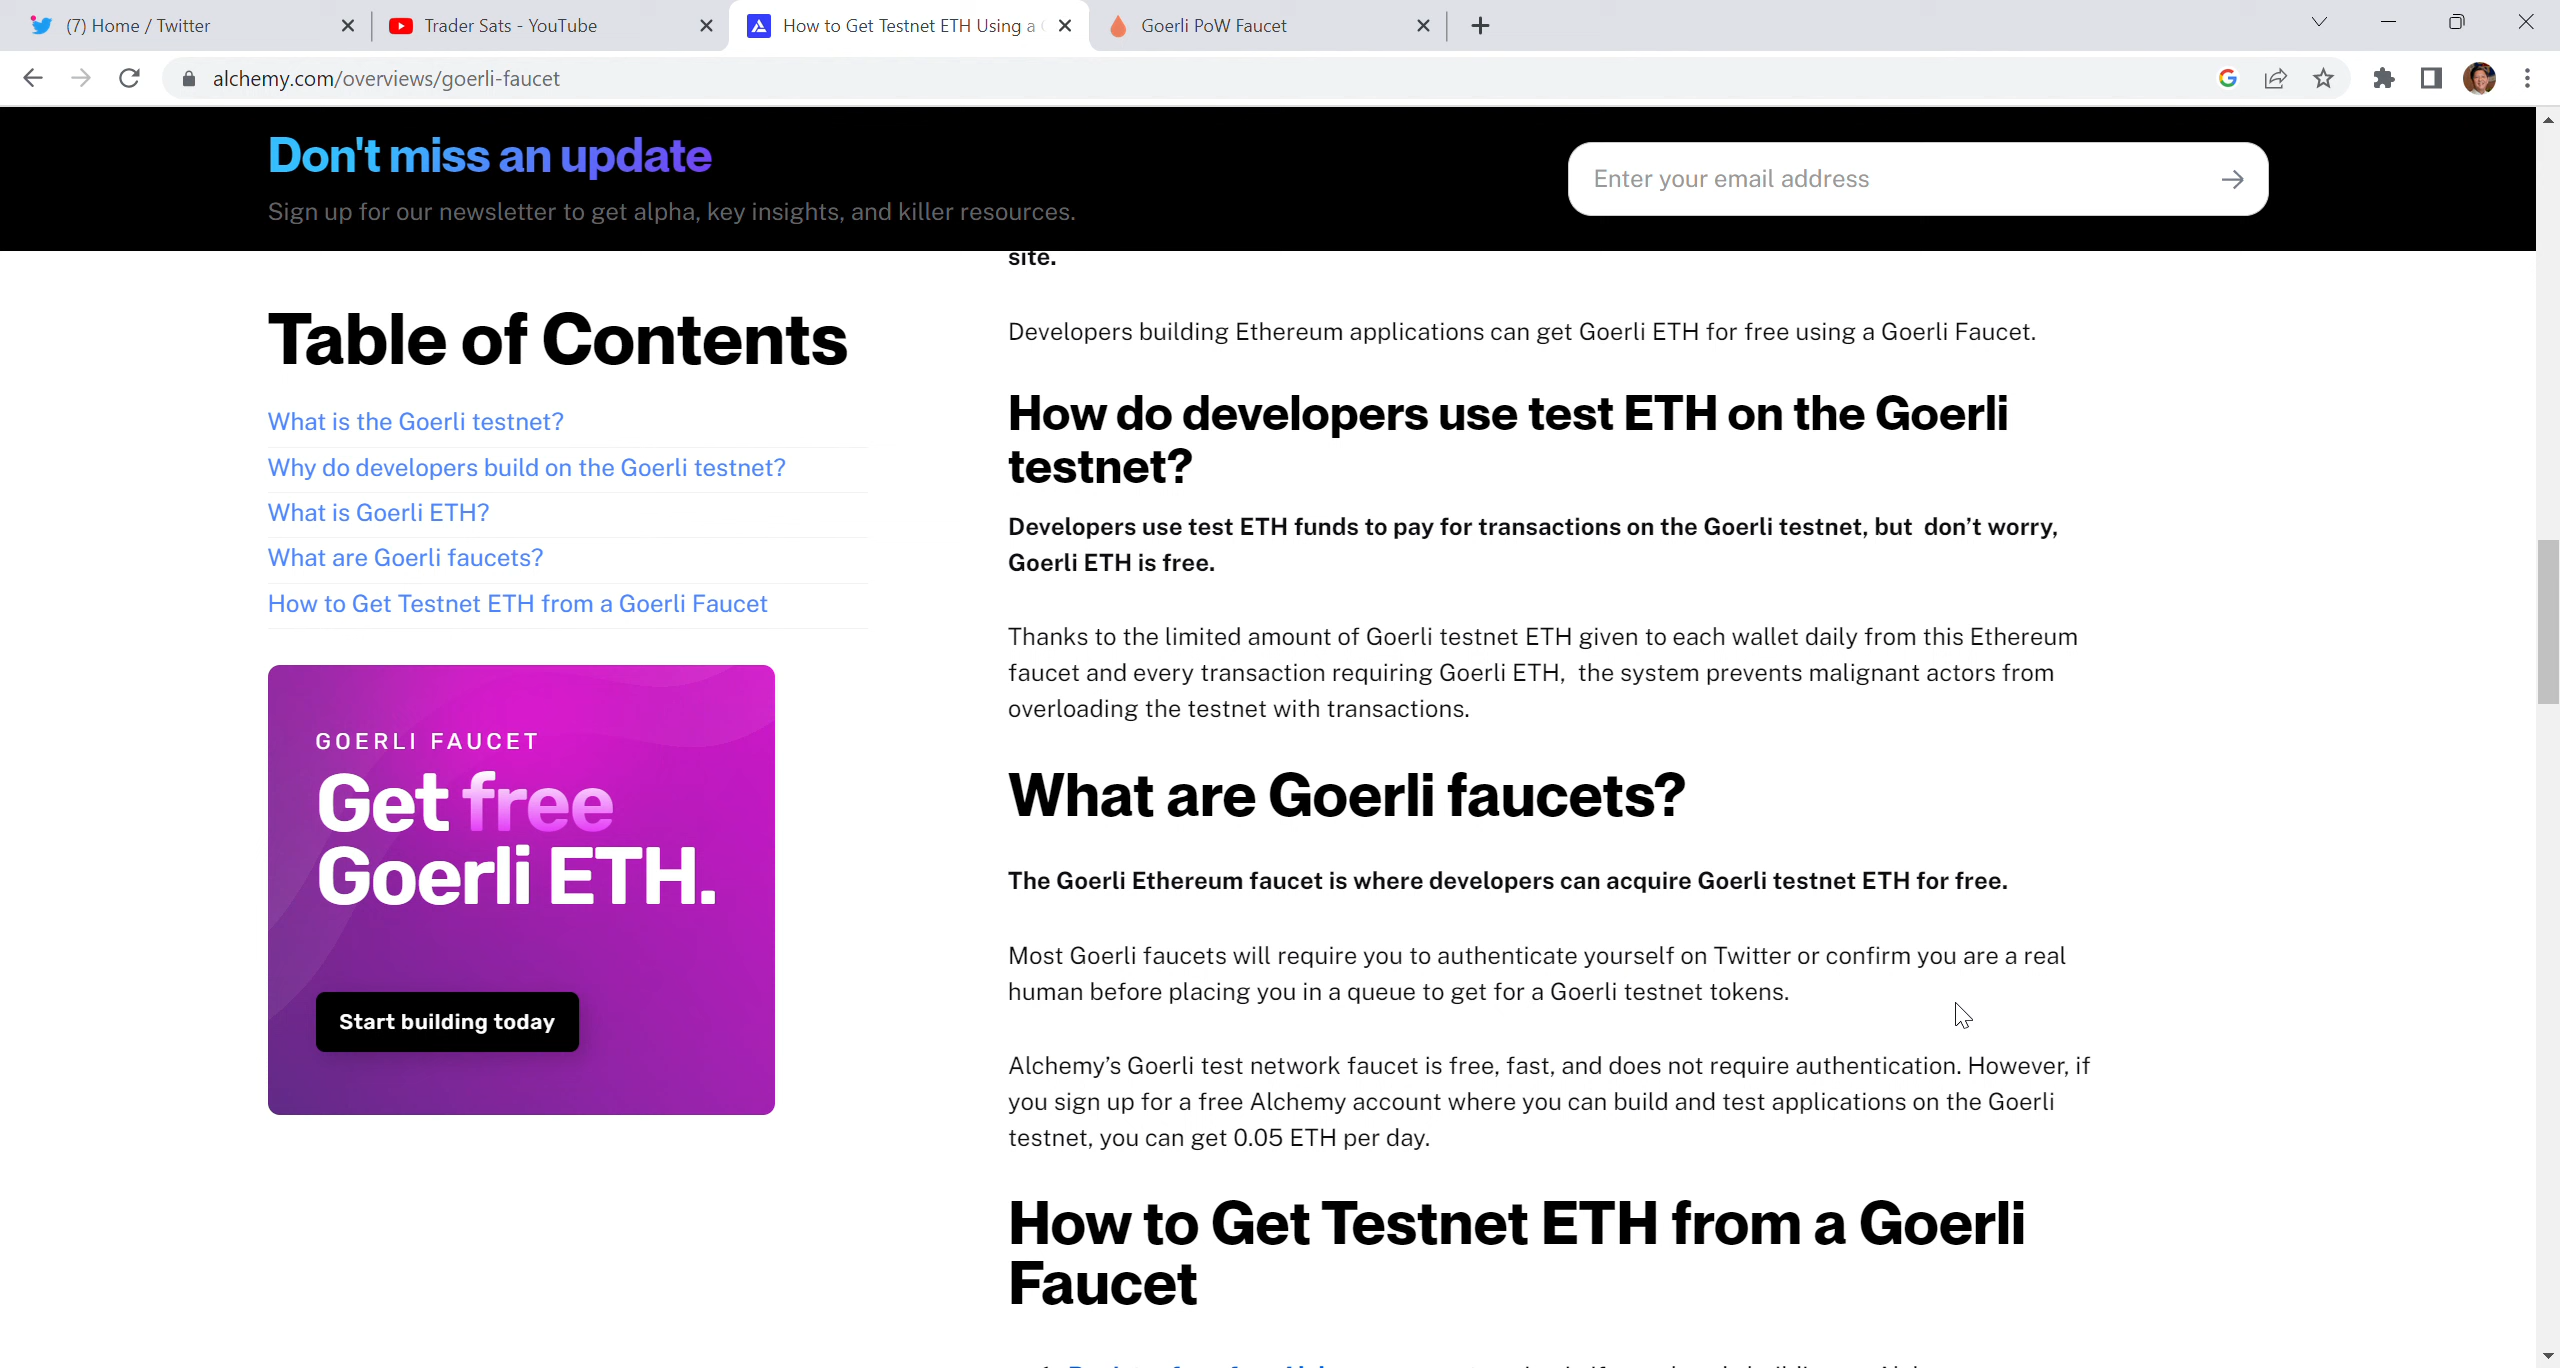 (7) Home / Twitter
Trader Sats - YouTube
How to Get Testnet ETH Using a
Goerli PoW Faucet
alchemy.com/overviews/goerli-faucet
Don't miss an update
Sign up for our newsletter to get alpha, key insights, and killer resources.
Enter your email address
Table of Contents
What is the Goerli testnet?
Why do developers build on the Goerli testnet?
What is Goerli ETH?
What are Goerli faucets?
How to Get Testnet ETH from a Goerli Faucet
GOERLI FAUCET
Get free
Goerli ETH.
Start building today
site.
Developers building Ethereum applications can get Goerli ETH for free using a Goerli Faucet.
How do developers use test ETH on the Goerli
testnet?
Developers use test ETH funds to pay for transactions on the Goerli testnet, but  don’t worry,
Goerli ETH is free.
Thanks to the limited amount of Goerli testnet ETH given to each wallet daily from this Ethereum
faucet and every transaction requiring Goerli ETH,  the system prevents malignant actors from
overloading the testnet with transactions.
What are Goerli faucets?
The Goerli Ethereum faucet is where developers can acquire Goerli testnet ETH for free.
Most Goerli faucets will require you to authenticate yourself on Twitter or confirm you are a real
human before placing you in a queue to get for a Goerli testnet tokens.
Alchemy’s Goerli test network faucet is free, fast, and does not require authentication. However, if
you sign up for a free Alchemy account where you can build and test applications on the Goerli
testnet, you can get 0.05 ETH per day.
How to Get Testnet ETH from a Goerli
Faucet